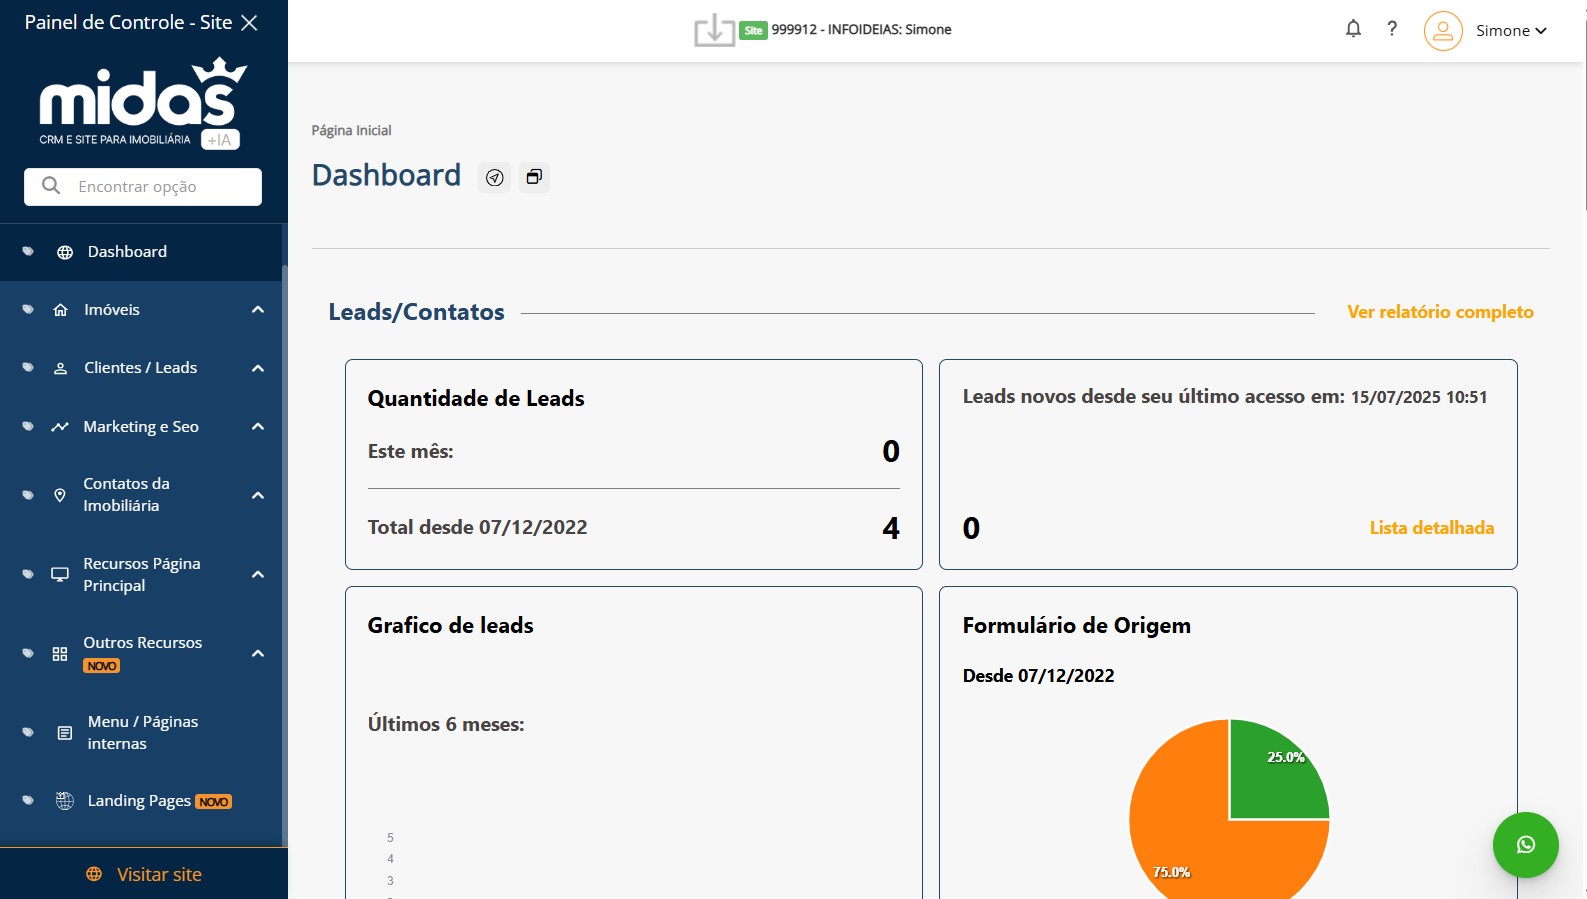 Painel de Controle - Site
midas
CRM E SITE PARA IMOBILIÁRIA +IA
Encontrar opção
Dashboard
Imóveis
Clientes / Leads
Marketing e Seo
Contatos da
Imobiliária
Recursos Página
Principal
Outros Recursos
NOVO
Menu / Páginas
internas
Landing Pages NOVO
Visitar site
Site 999912 - INFOIDEIAS: Simone
? Simone
Página Inicial
Dashboard
Leads/Contatos
Ver relatório completo
Quantidade de Leads
Este mês: 0
Total desde 07/12/2022 4
Leads novos desde seu último acesso em: 15/07/2025 10:51
0 Lista detalhada
Grafico de leads
Últimos 6 meses:
5
4
3
Formulário de Origem
Desde 07/12/2022
25.0%
75.0%